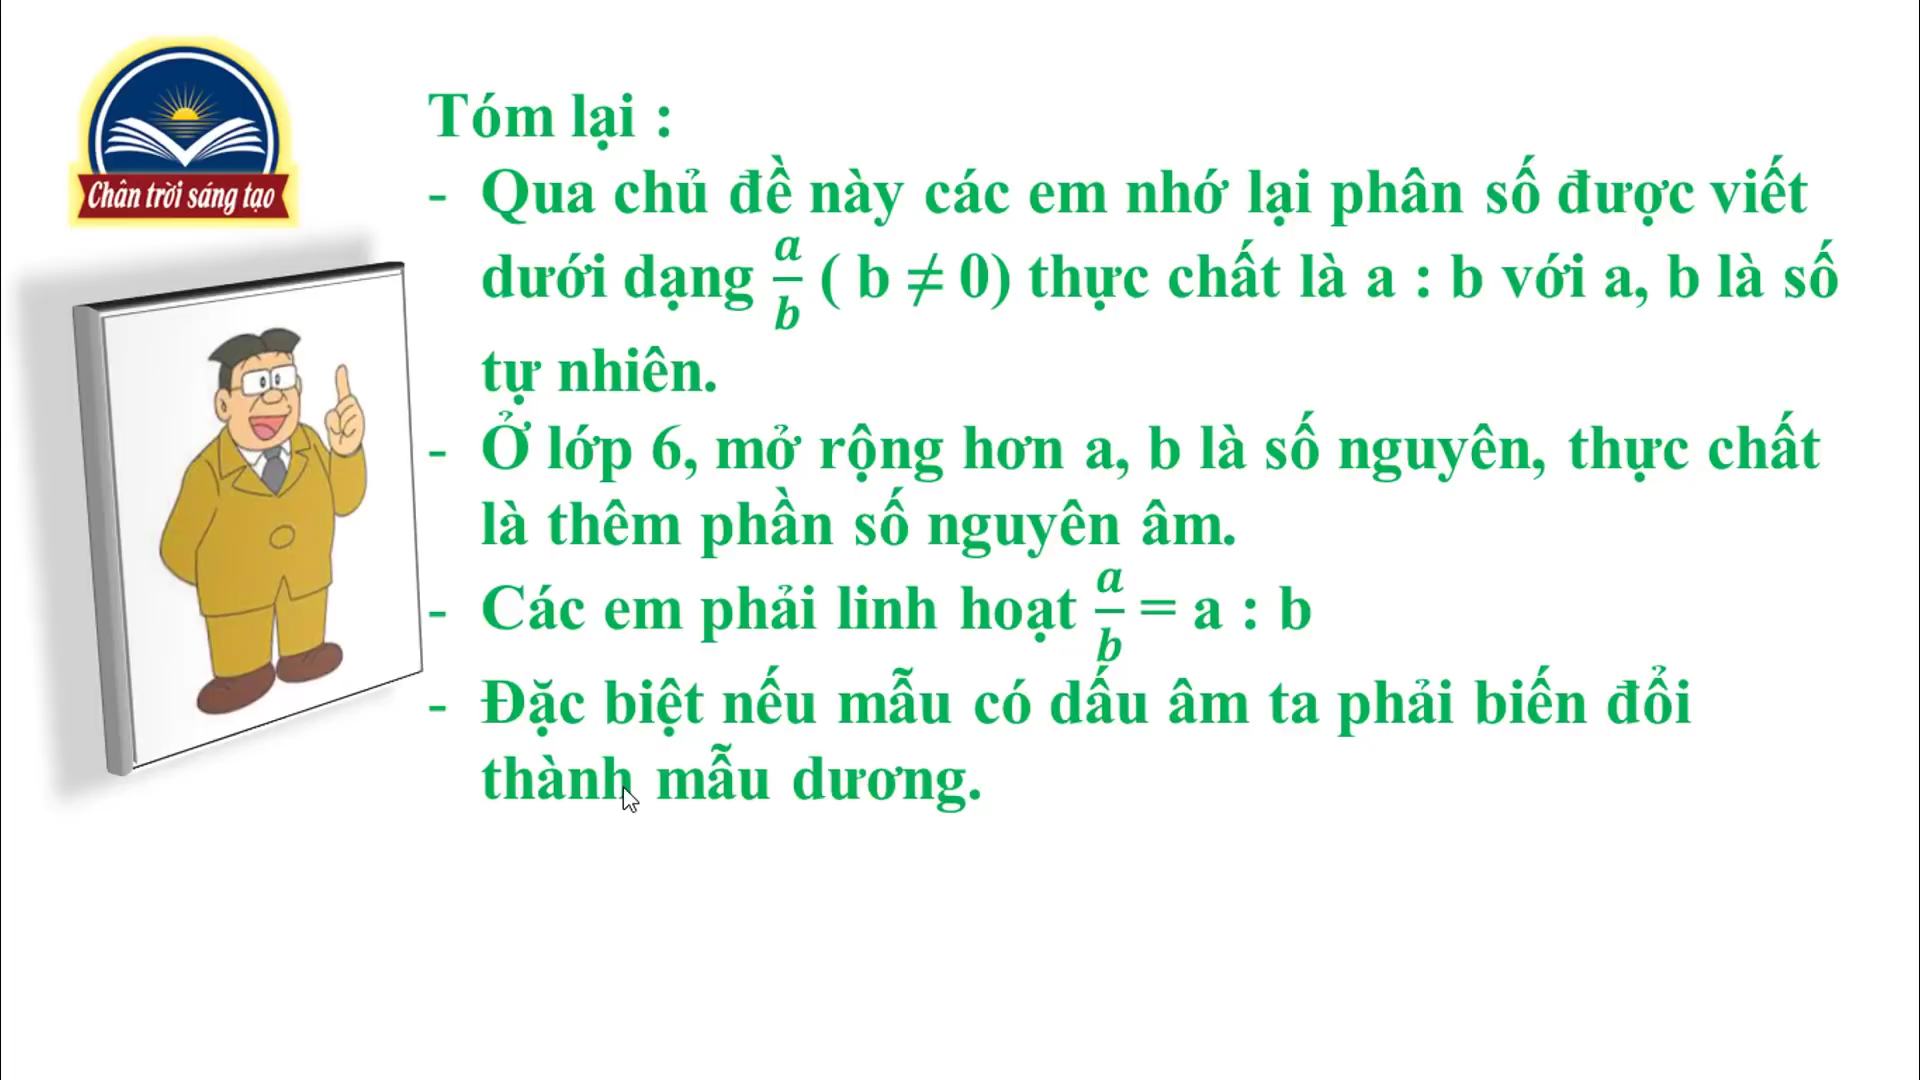 Chân trời sáng tạo
Tóm lại :
- Qua chủ đề này các em nhớ lại phân số được viết
dưới dạng a/b ( b ≠ 0) thực chất là a : b với a, b là số
tự nhiên.
- Ở lớp 6, mở rộng hơn a, b là số nguyên, thực chất
là thêm phần số nguyên âm.
- Các em phải linh hoạt a/b = a : b
- Đặc biệt nếu mẫu có dấu âm ta phải biến đổi
thành mẫu dương.